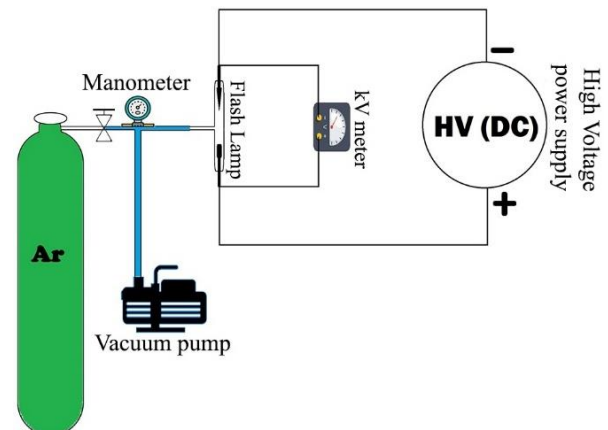 Manometer
Flash Lamp
kV meter
HV (DC)
High Voltage
power supply
−
+
Ar
Vacuum pump